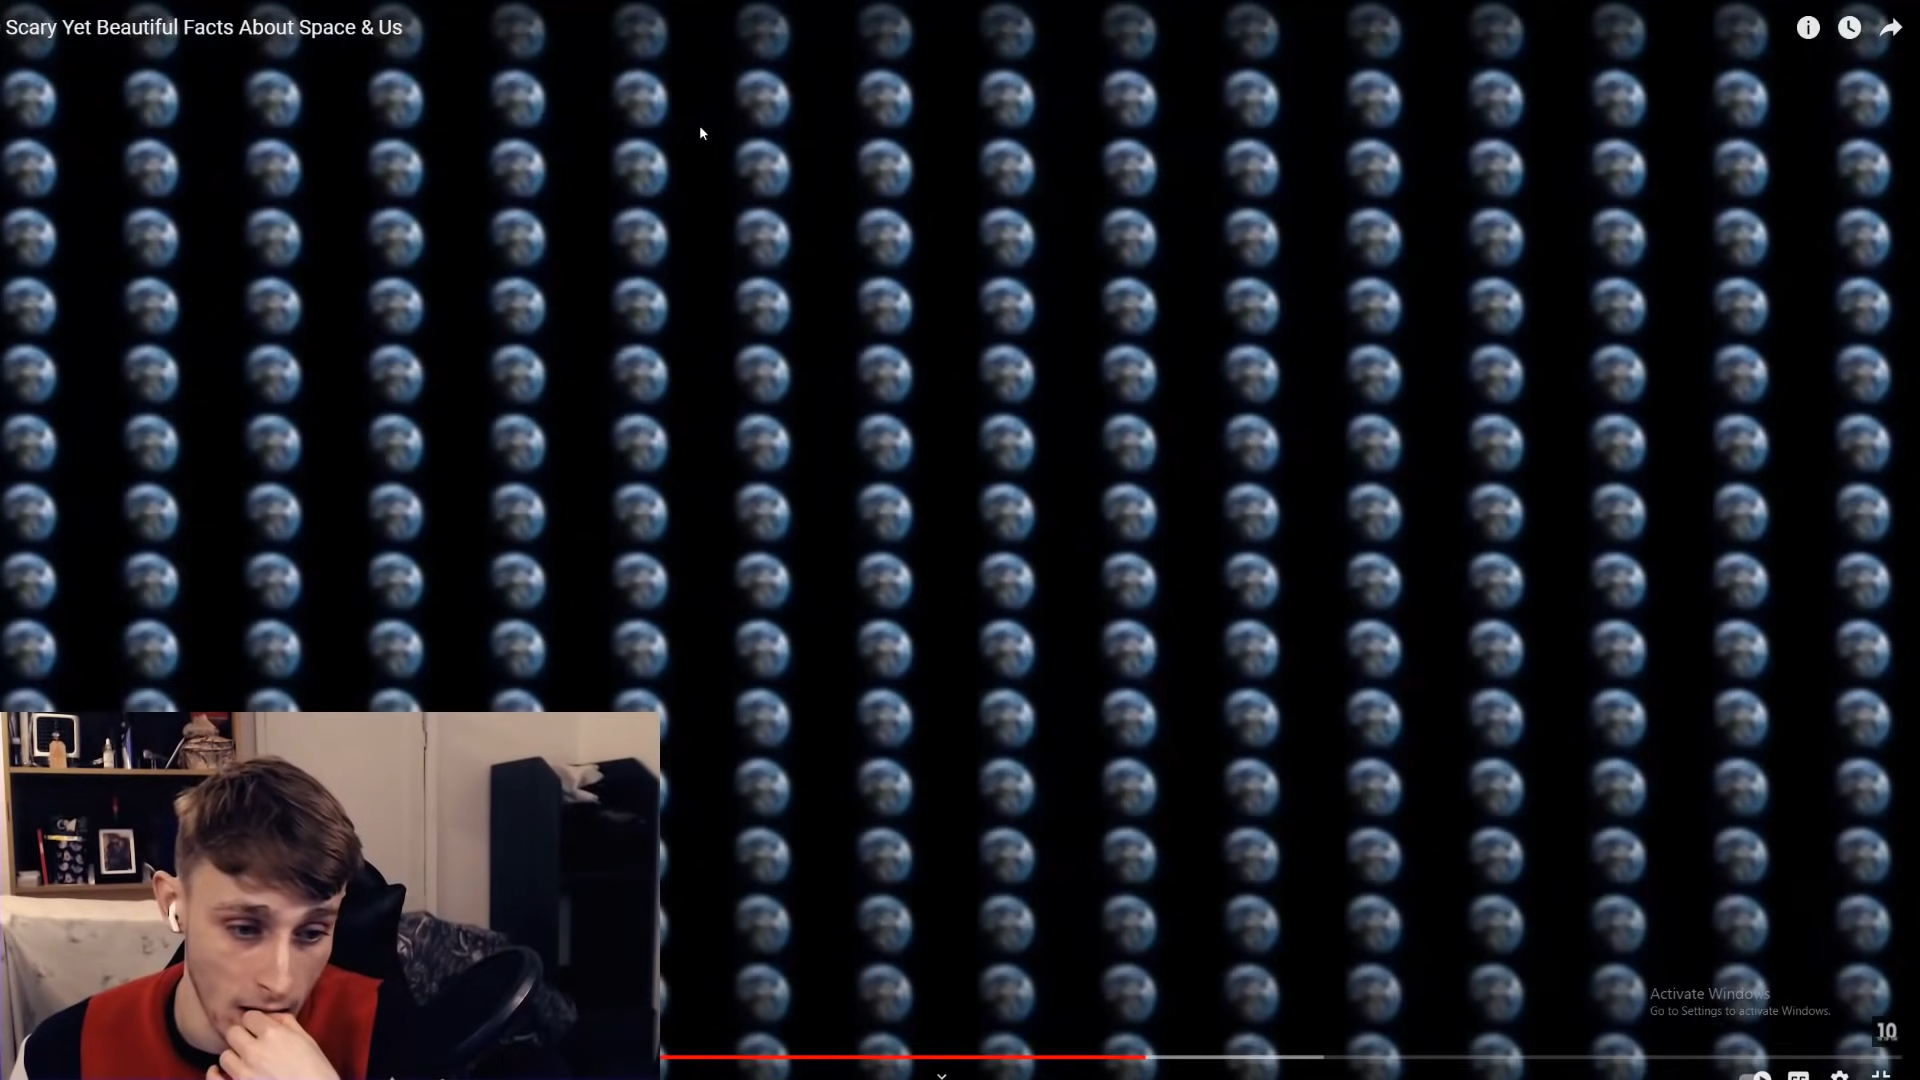 Scary Yet Beautiful Facts About Space & Us
Activate Windows
Go to Settings to activate Windows.
10